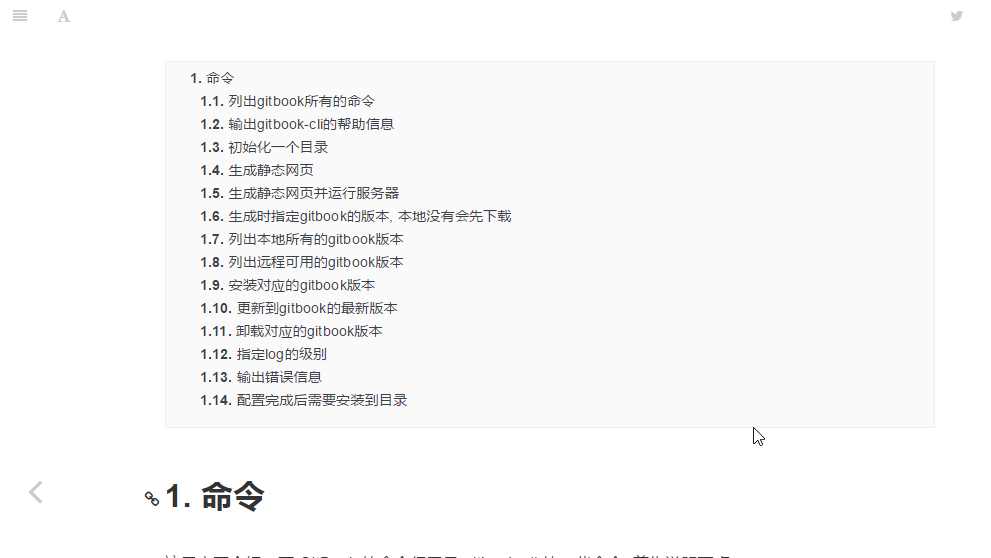 A
1. 命令
1.1. 列出gitbook所有的命令
1.2. 输出gitbook-cli的帮助信息
1.3. 初始化一个目录
1.4. 生成静态网页
1.5. 生成静态网页并运行服务器
1.6. 生成时指定gitbook的版本, 本地没有会先下载
1.7. 列出本地所有的gitbook版本
1.8. 列出远程可用的gitbook版本
1.9. 安装对应的gitbook版本
1.10. 更新到gitbook的最新版本
1.11. 卸载对应的gitbook版本
1.12. 指定log的级别
1.13. 输出错误信息
1.14. 配置完成后需要安装到目录
1. 命令